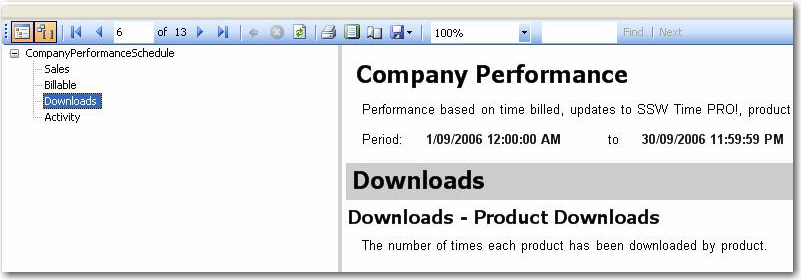 6 of 13 100% Find | Next
CompanyPerformanceSchedule
Sales
Billable
Downloads
Activity
Company Performance
Performance based on time billed, updates to SSW Time PRO!, product
Period: 1/09/2006 12:00:00 AM to 30/09/2006 11:59:59 PM
Downloads
Downloads - Product Downloads
The number of times each product has been downloaded by product.